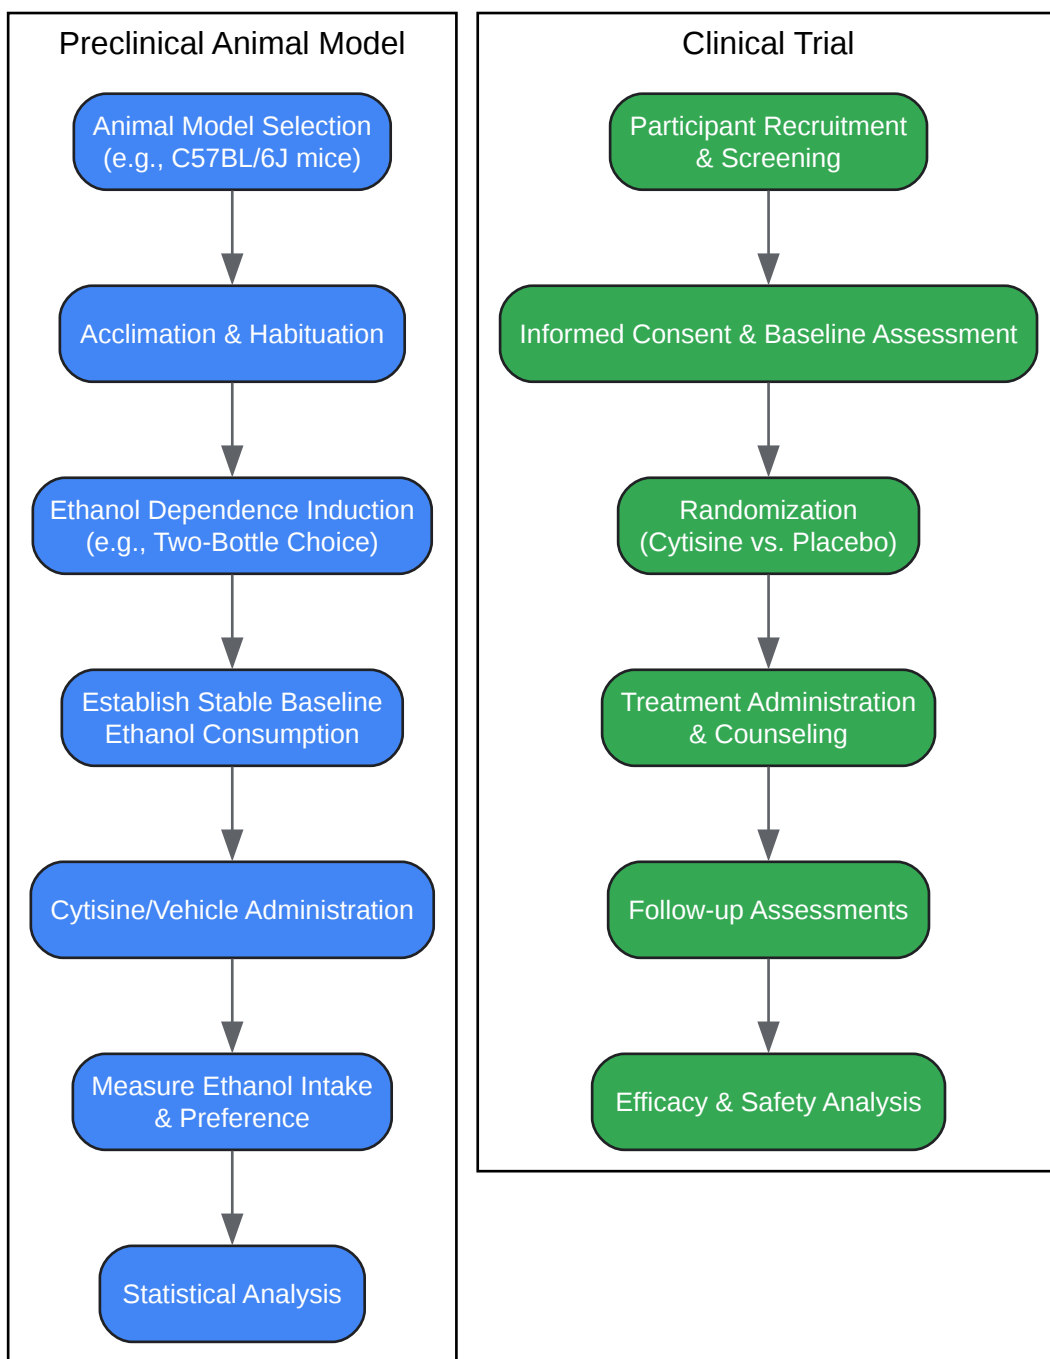 Preclinical Animal Model
Animal Model Selection
(e.g., C57BL/6J mice)
Acclimation & Habituation
Ethanol Dependence Induction
(e.g., Two-Bottle Choice)
Establish Stable Baseline
Ethanol Consumption
Cytisine/Vehicle Administration
Measure Ethanol Intake
& Preference
Statistical Analysis
Clinical Trial
Participant Recruitment
& Screening
Informed Consent & Baseline Assessment
Randomization
(Cytisine vs. Placebo)
Treatment Administration
& Counseling
Follow-up Assessments
Efficacy & Safety Analysis